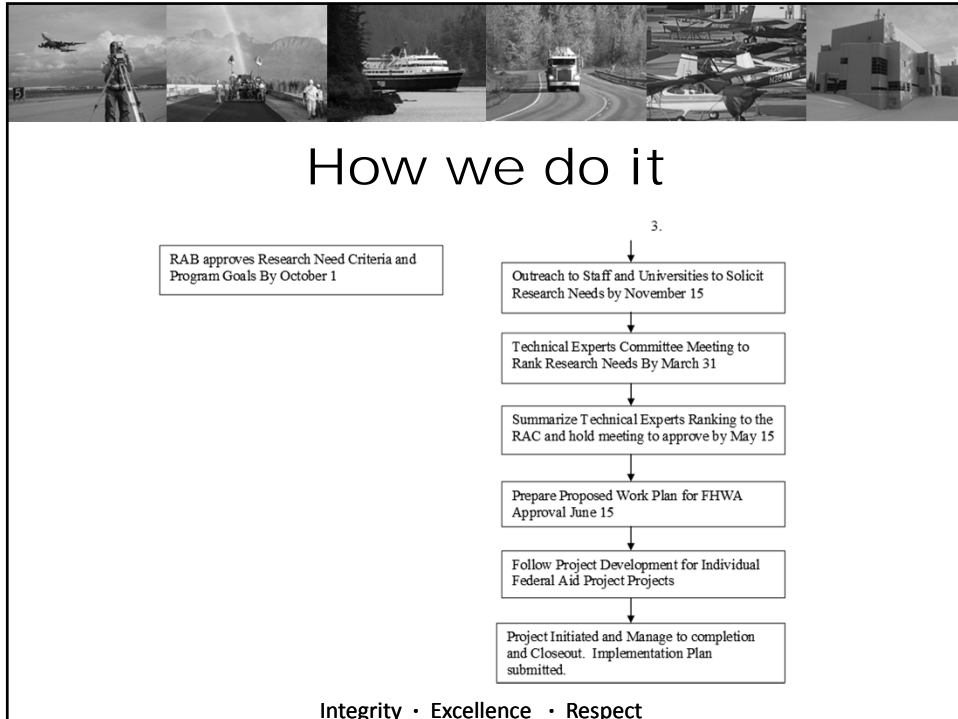 How we do it
3.
RAB approves Research Need Criteria and
Program Goals By October 1
Outreach to Staff and Universities to Solicit
Research Needs by November 15
Technical Experts Committee Meeting to
Rank Research Needs By March 31
Summarize Technical Experts Ranking to the
RAC and hold meeting to approve by May 15
Prepare Proposed Work Plan for FHWA
Approval June 15
Follow Project Development for Individual
Federal Aid Project Projects
Project Initiated and Manage to completion
and Closeout. Implementation Plan
submitted.
Integrity · Excellence · Respect